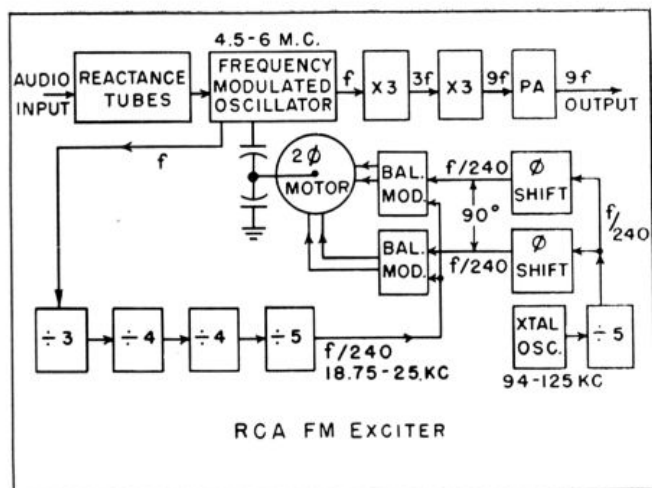 4.5-6 M.C.
AUDIO
INPUT
REACTANCE
TUBES
FREQUENCY
MODULATED
OSCILLATOR
f
X3
3f
X3
9f
PA
9f
OUTPUT
f
2Ø
MOTOR
BAL.
MOD.
f/240
Ø
SHIFT
90°
f/240
BAL.
MOD.
f/240
Ø
SHIFT
÷3
÷4
÷4
÷5
f/240
18.75-25.KC
XTAL
OSC.
÷5
94-125KC
RCA FM EXCITER